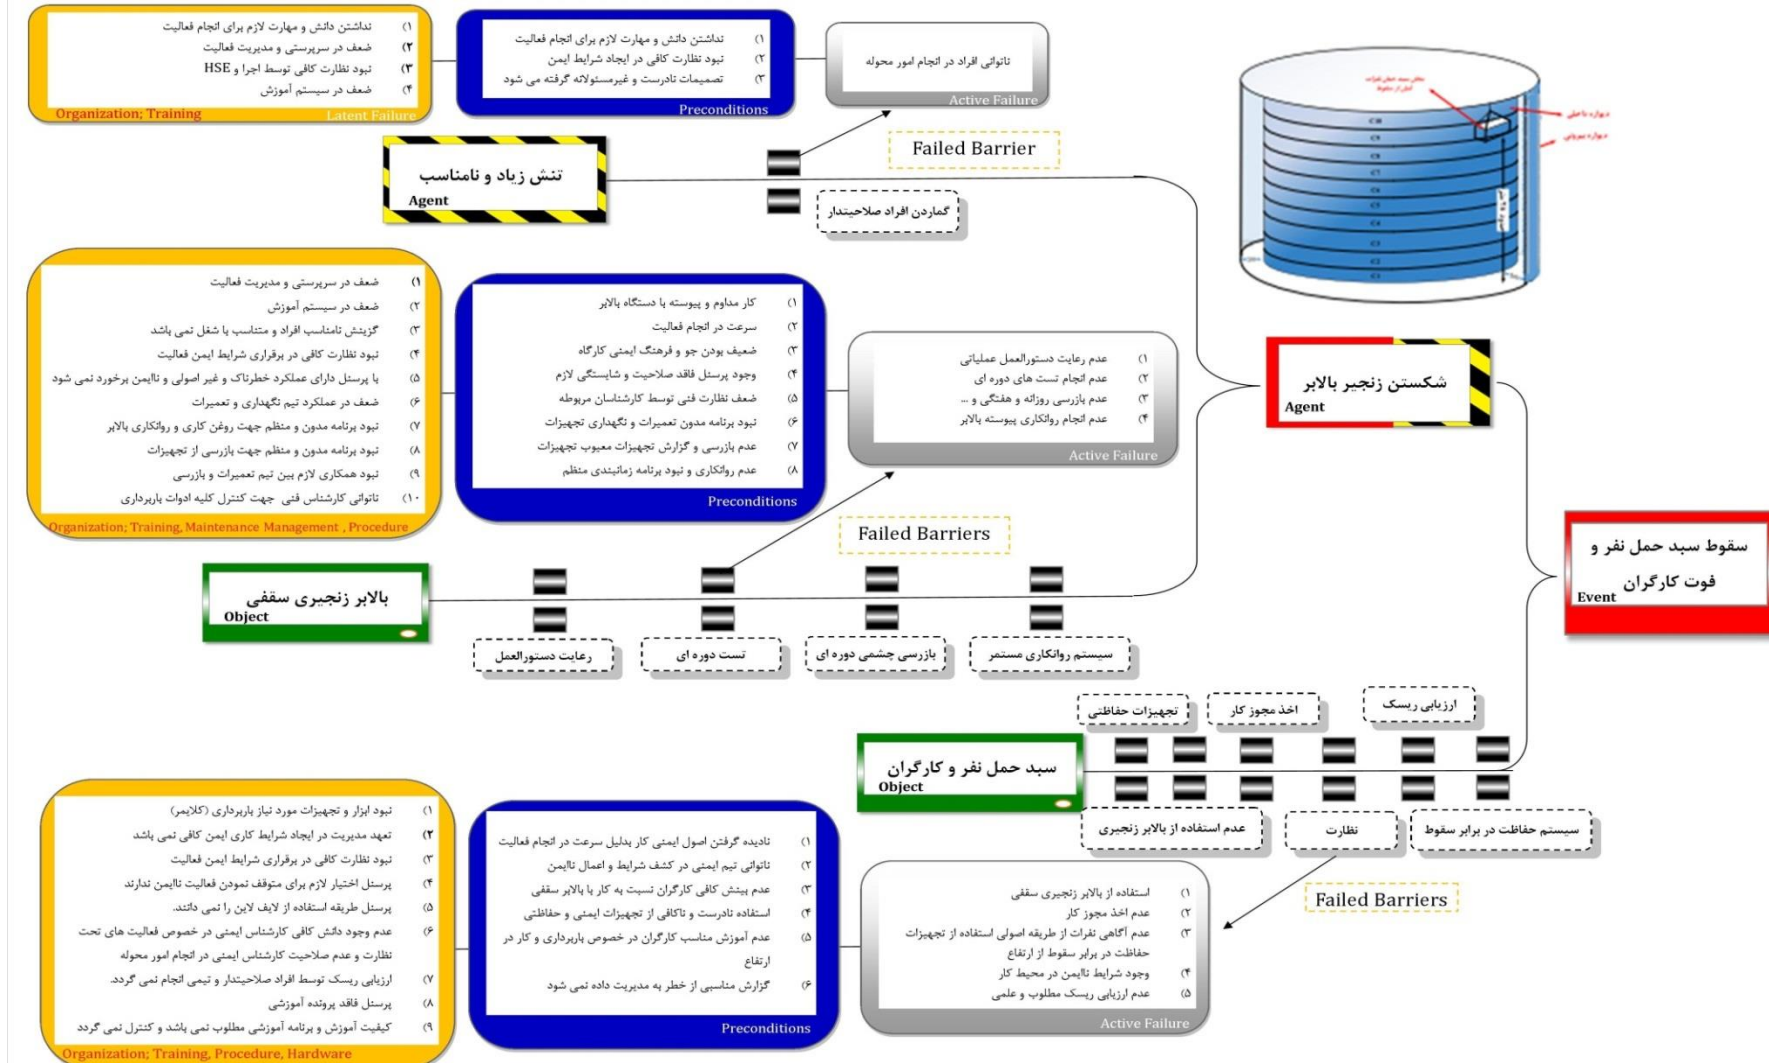 ۱) نداشتن دانش و مهارت لازم برای انجام فعالیت
۲) ضعف در سرپرستی و مدیریت فعالیت
۳) نبود نظارت کافی توسط اجرا و HSE
۴) ضعف در سیستم آموزش
Organization; Training
Latent Failure
۱) نداشتن دانش و مهارت لازم برای انجام فعالیت
۲) نبود نظارت کافی در ایجاد شرایط ایمن
۳) تصمیمات نادرست و غیرمسئولانه گرفته می شود
Preconditions
ناتوانی افراد در انجام امور محوله
Active Failure
تنش زیاد و نامناسب
Agent
Failed Barrier
گماردن افراد صلاحیتدار
دیواره داخلی
دیواره بیرونی
C10
C9
C8
C7
C6
C5
C4
C3
C2
C1
۱) ضعف در سرپرستی و مدیریت فعالیت
۲) ضعف در سیستم آموزش
۳) گزینش نامناسب افراد و متناسب با شغل نمی باشد
۴) نبود نظارت کافی در برقراری شرایط ایمن فعالیت
۵) با پرسنل دارای عملکرد خطرناک و غیر اصولی و ناایمن برخورد نمی شود
۶) ضعف در عملکرد تیم نگهداری و تعمیرات
۷) نبود برنامه مدون و منظم جهت روغن کاری و روانکاری بالابر
۸) نبود برنامه مدون و منظم جهت بازرسی از تجهیزات
۹) نبود همکاری لازم بین تیم تعمیرات و بازرسی
۱۰) ناتوانی کارشناس فنی جهت کنترل کلیه ادوات باربرداری
Organization; Training, Maintenance Management , Procedure
۱) کار مداوم و پیوسته با دستگاه بالابر
۲) سرعت در انجام فعالیت
۳) ضعیف بودن جو و فرهنگ ایمنی کارگاه
۴) وجود پرسنل فاقد صلاحیت و شایستگی لازم
۵) ضعف نظارت فنی توسط کارشناسان مربوطه
۶) نبود برنامه مدون تعمیرات و نگهداری تجهیزات
۷) عدم بازرسی و گزارش تجهیزات معیوب تجهیزات
۸) عدم روانکاری و نبود برنامه زمانبندی منظم
Preconditions
۱) عدم رعایت دستورالعمل عملیاتی
۲) عدم انجام تست های دوره ای
۳) عدم بازرسی روزانه و هفتگی و ...
۴) عدم انجام روانکاری پیوسته بالابر
Active Failure
شکستن زنجیر بالابر
Agent
Failed Barriers
سقوط سبد حمل نفر و
فوت کارگران
Event
بالابر زنجیری سقفی
Object
رعایت دستورالعمل
تست دوره ای
بازرسی چشمی دوره ای
سیستم روانکاری مستمر
تجهیزات حفاظتی
اخذ مجوز کار
ارزیابی ریسک
سبد حمل نفر و کارگران
Object
عدم استفاده از بالابر زنجیری
نظارت
سیستم حفاظت در برابر سقوط
Failed Barriers
۱) نبود ابزار و تجهیزات مورد نیاز باربرداری (کلایمر)
۲) تعهد مدیریت در ایجاد شرایط کاری ایمن کافی نمی باشد
۳) نبود نظارت کافی در برقراری شرایط ایمن فعالیت
۴) پرسنل اختیار لازم برای متوقف نمودن فعالیت ناایمن ندارند
۵) پرسنل طریقه استفاده از لایف لاین را نمی دانند.
۶) عدم وجود دانش کافی کارشناس ایمنی در خصوص فعالیت های تحت
نظارت و عدم صلاحیت کارشناس ایمنی در انجام امور محوله
۷) ارزیابی ریسک توسط افراد صلاحیتدار و تیمی انجام نمی گردد.
۸) پرسنل فاقد پرونده آموزشی
۹) کیفیت آموزش و برنامه آموزشی مطلوب نمی باشد و کنترل نمی گردد
Organization; Training, Procedure, Hardware
۱) نادیده گرفتن اصول ایمنی کار بدلیل سرعت در انجام فعالیت
۲) ناتوانی تیم ایمنی در کشف شرایط و اعمال ناایمن
۳) عدم بینش کافی کارگران نسبت به کار با بالابر سقفی
۴) استفاده نادرست و ناکافی از تجهیزات ایمنی و حفاظتی
۵) عدم آموزش مناسب کارگران در خصوص باربرداری و کار در
ارتفاع
۶) گزارش مناسبی از خطر به مدیریت داده نمی شود
Preconditions
۱) استفاده از بالابر زنجیری سقفی
۲) عدم اخذ مجوز کار
۳) عدم آگاهی نفرات از طریقه اصولی استفاده از تجهیزات
حفاظت در برابر سقوط از ارتفاع
۴) وجود شرایط ناایمن در محیط کار
۵) عدم ارزیابی ریسک مطلوب و علمی
Active Failure